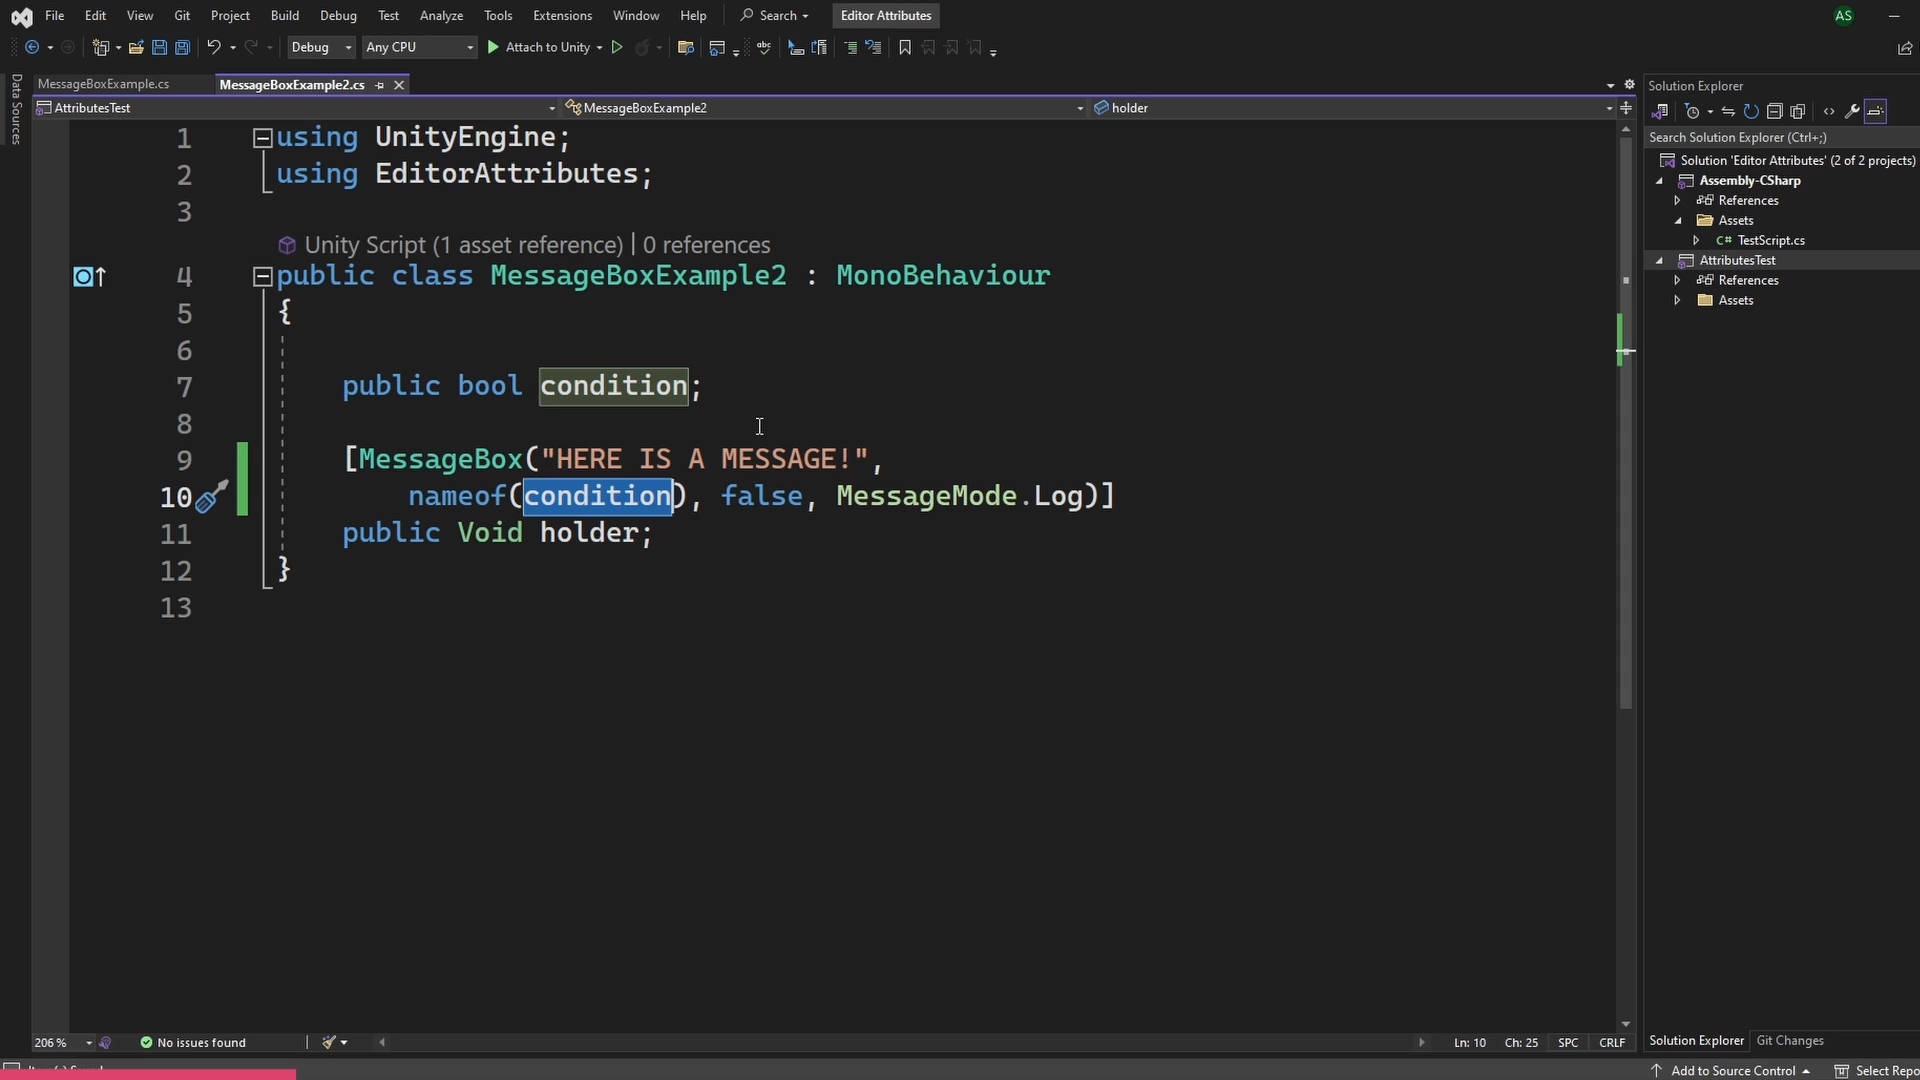 File Edit View Git Project Build Debug Test Analyze Tools Extensions Window Help Search Editor Attributes AS
Debug Any CPU Attach to Unity
Data Sources
MessageBoxExample.cs MessageBoxExample2.cs
AttributesTest MessageBoxExample2 holder
1 using UnityEngine;
2 using EditorAttributes;
3
Unity Script (1 asset reference) | 0 references
4 public class MessageBoxExample2 : MonoBehaviour
5 {
6
7 public bool condition;
8
9 [MessageBox("HERE IS A MESSAGE!",
10 nameof(condition), false, MessageMode.Log)]
11 public Void holder;
12 }
13
206 % No issues found Ln: 10 Ch: 25 SPC CRLF
Solution Explorer
Search Solution Explorer (Ctrl+;)
Solution 'Editor Attributes' (2 of 2 projects)
Assembly-CSharp
References
Assets
C# TestScript.cs
AttributesTest
References
Assets
Solution Explorer Git Changes
Add to Source Control Select Repo